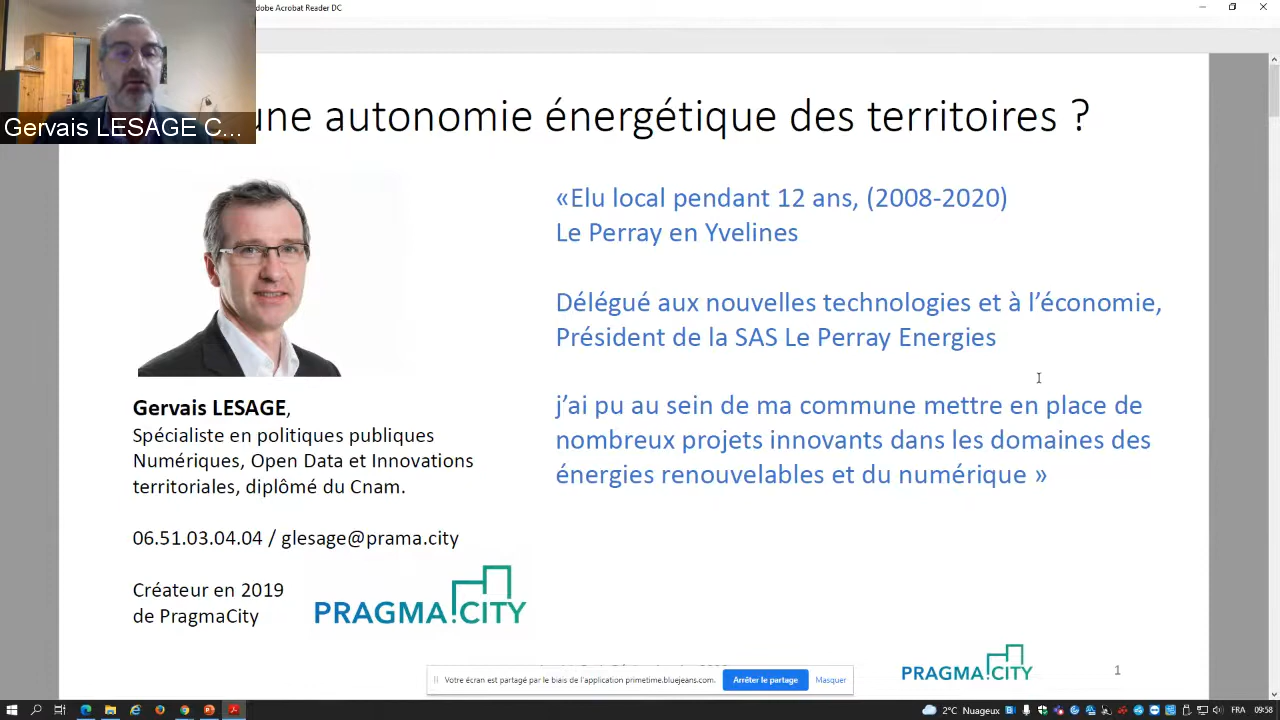 dobe Acrobat Reader DC
Gervais LESAGE C...
une autonomie énergétique des territoires ?
«Elu local pendant 12 ans, (2008-2020)
Le Perray en Yvelines
Délégué aux nouvelles technologies et à l’économie,
Président de la SAS Le Perray Energies
j’ai pu au sein de ma commune mettre en place de
nombreux projets innovants dans les domaines des
énergies renouvelables et du numérique »
Gervais LESAGE,
Spécialiste en politiques publiques
Numériques, Open Data et Innovations
territoriales, diplômé du Cnam.
06.51.03.04.04 / glesage@prama.city
Créateur en 2019
de PragmaCity
PRAGMA.CITY
PRAGMA.CITY
1
Votre écran est partagé par le biais de l'application primetime.bluejeans.com.
Arrêter le partage
Masquer
2°C Nuageux
FRA
09:58